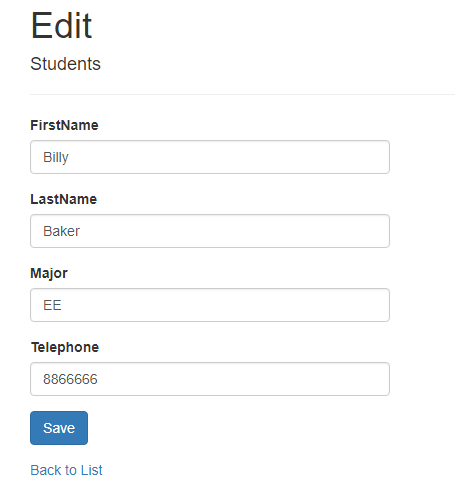 Edit
Students
FirstName
Billy
LastName
Baker
Major
EE
Telephone
8866666
Save
Back to List